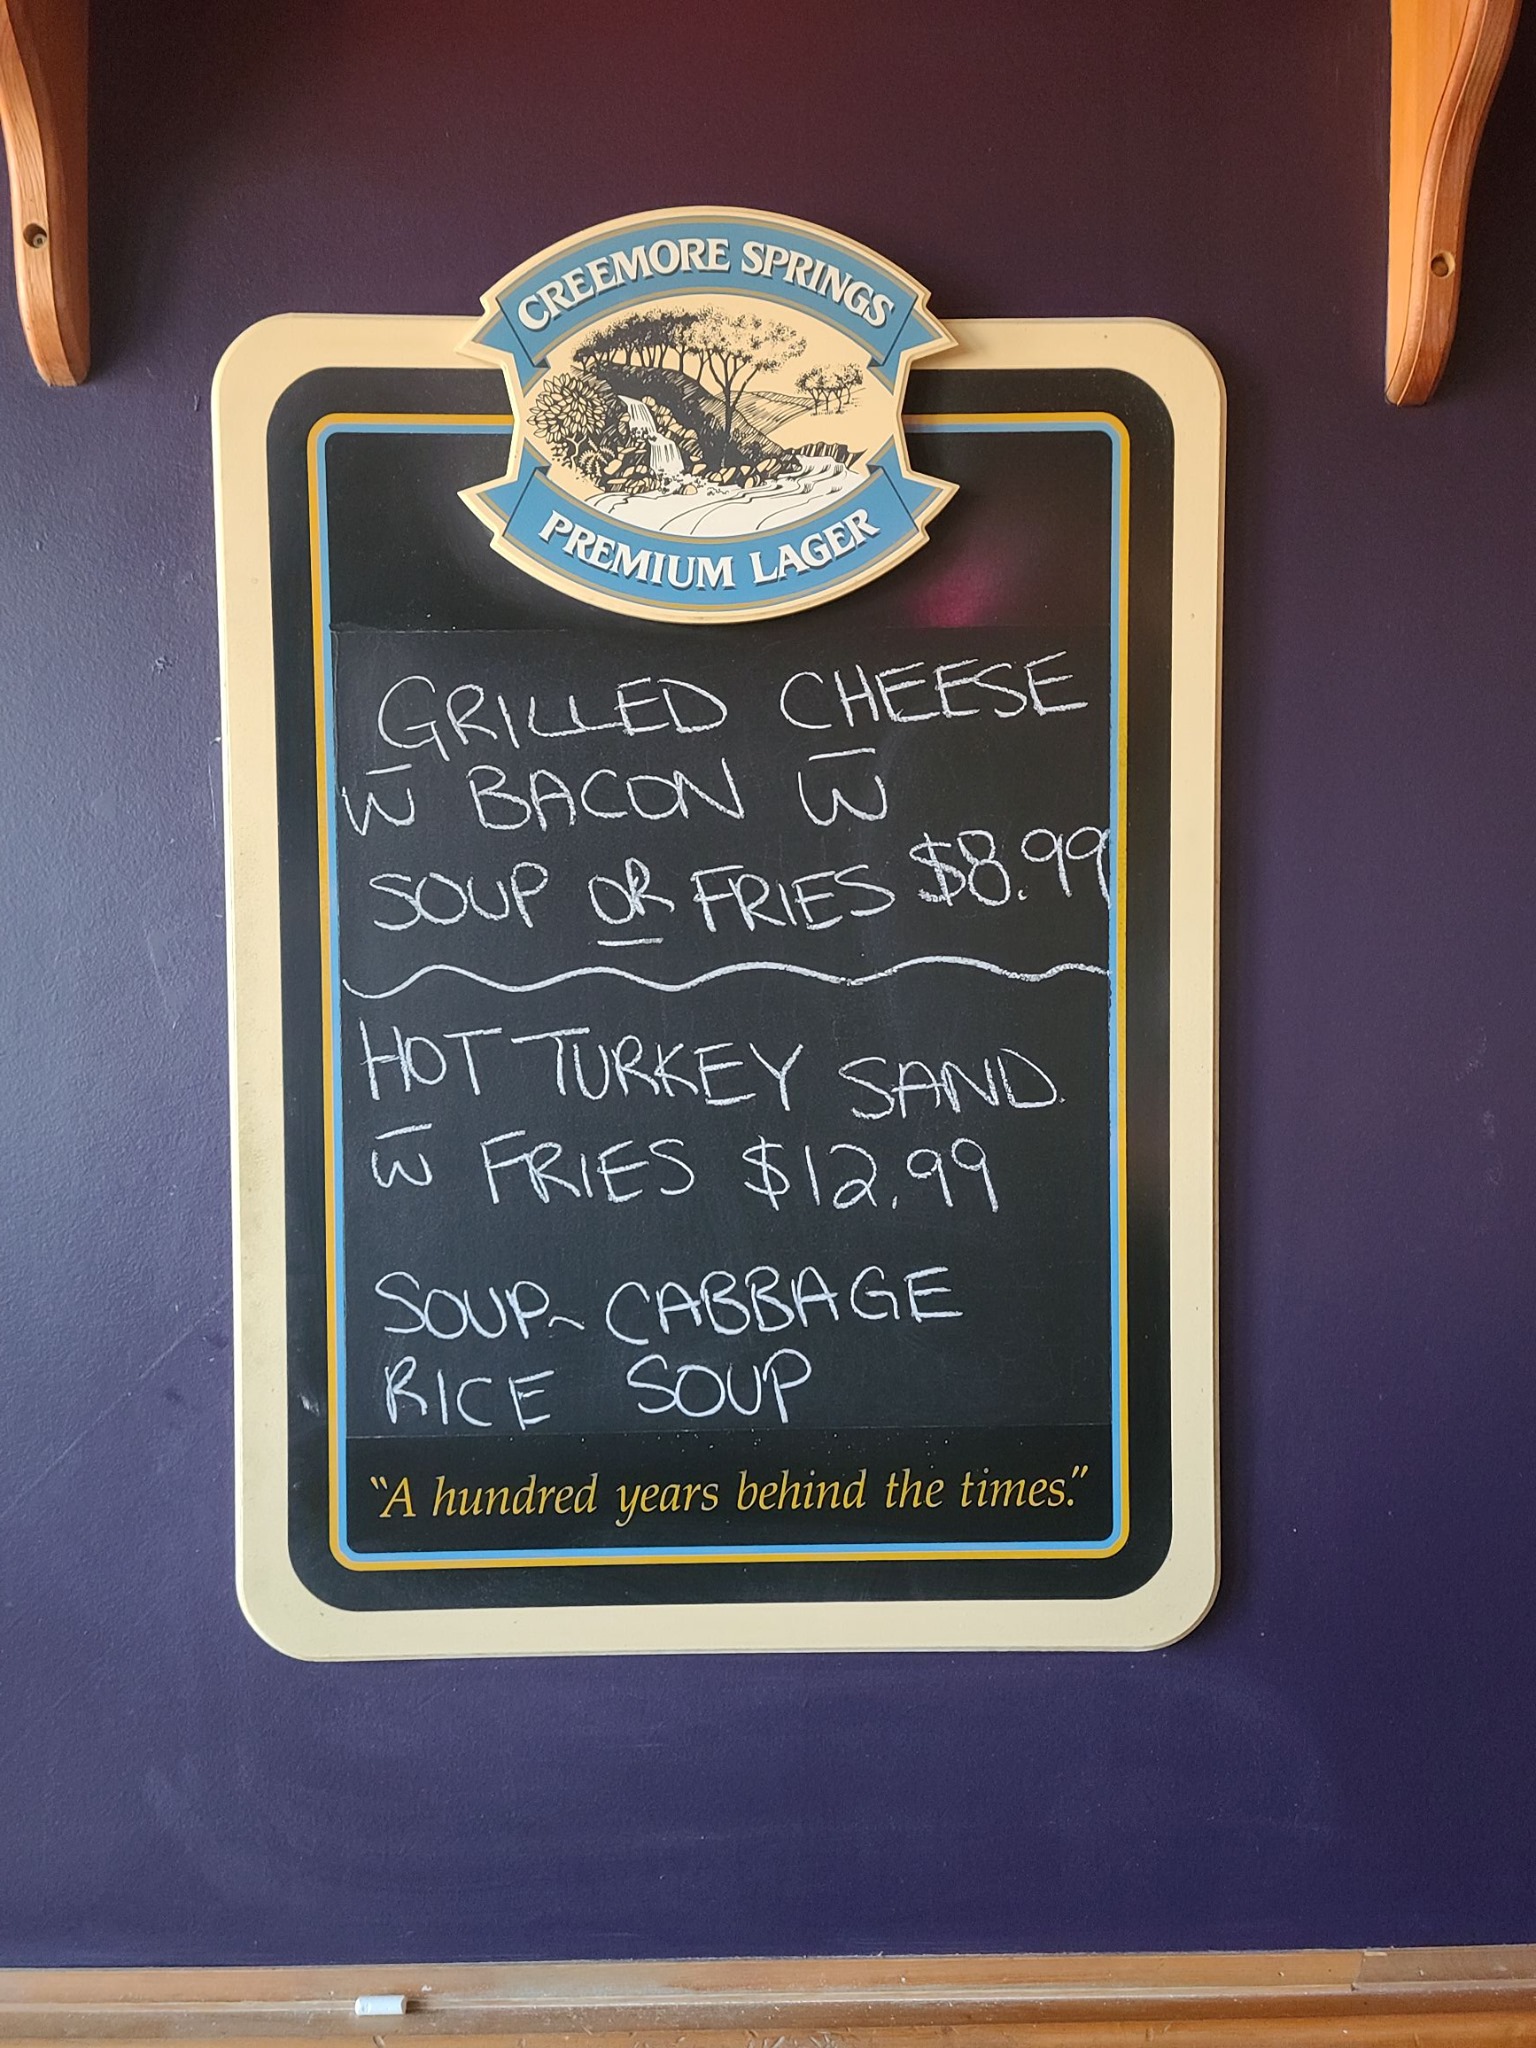 CREEMORE SPRINGS
PREMIUM LAGER
GRILLED CHEESE
W̅ BACON W̅
SOUP OR FRIES $8.99
HOT TURKEY SAND.
W̅ FRIES $12.99
SOUP~ CABBAGE
RICE SOUP
"A hundred years behind the times."